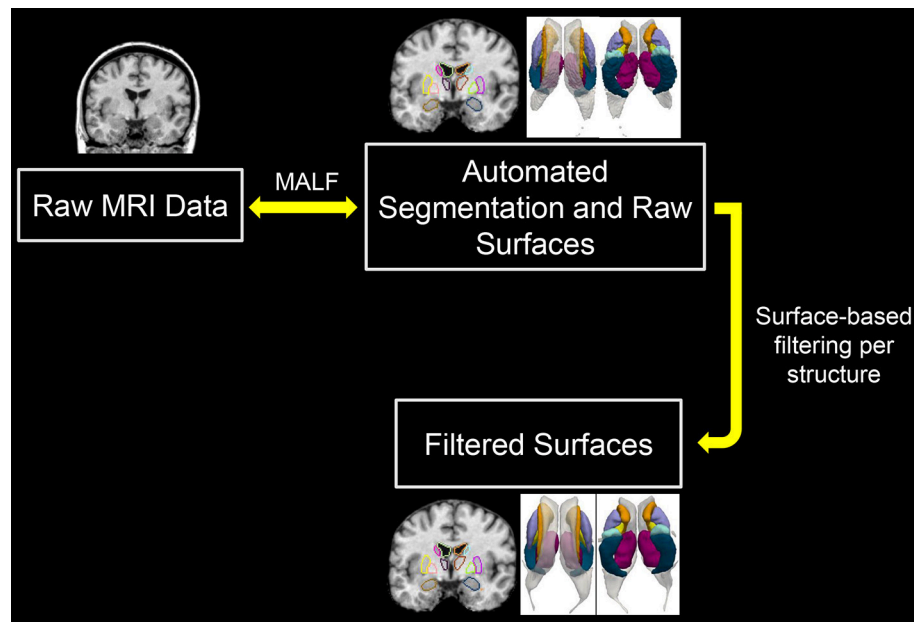 Raw MRI Data
MALF
Automated
Segmentation and Raw
Surfaces
Surface-based
filtering per
structure
Filtered Surfaces